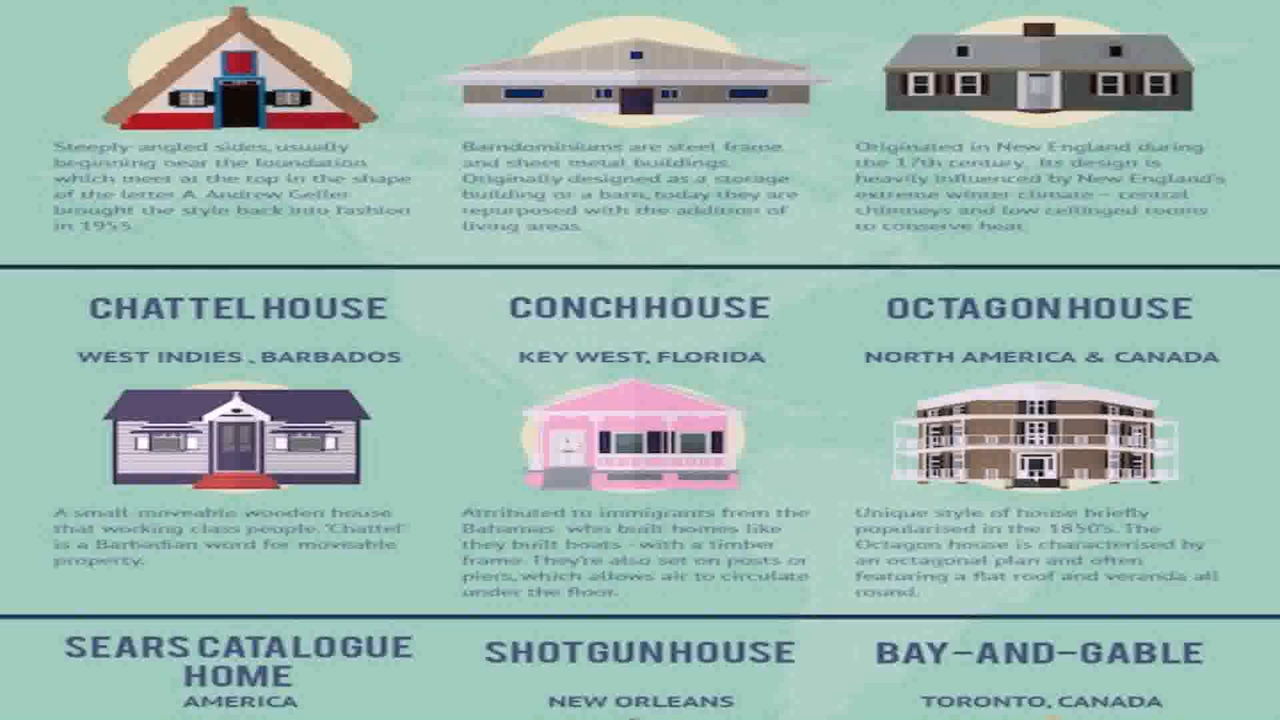 Steeply angled sides, usually
beginning near the foundation
which meet at the top in the shape
of the letter A. Andrew Geller
brought the style back into fashion
in 1955.
Barndominiums are steel frame
and sheet metal buildings.
Originally designed as a storage
building or a barn, today they are
repurposed with the addition of
living areas.
Originated in New England during
the 17th century. Its design is
heavily influenced by New England's
extreme winter climate - central
chimneys and low ceilinged rooms
to conserve heat.
CHATTEL HOUSE
WEST INDIES, BARBADOS
A small moveable wooden house
that working class people. 'Chattel'
is a Barbadian word for moveable
property.
CONCH HOUSE
KEY WEST, FLORIDA
Attributed to immigrants from the
Bahamas who built homes like
they built boats - with a timber
frame. They're also set on posts or
piers, which allows air to circulate
under the floor.
OCTAGON HOUSE
NORTH AMERICA & CANADA
Unique style of house briefly
popularised in the 1850's. The
Octagon house is characterised by
an octagonal plan and often
featuring a flat roof and veranda all
round.
SEARS CATALOGUE
HOME
AMERICA
SHOTGUN HOUSE
NEW ORLEANS
BAY-AND-GABLE
TORONTO, CANADA